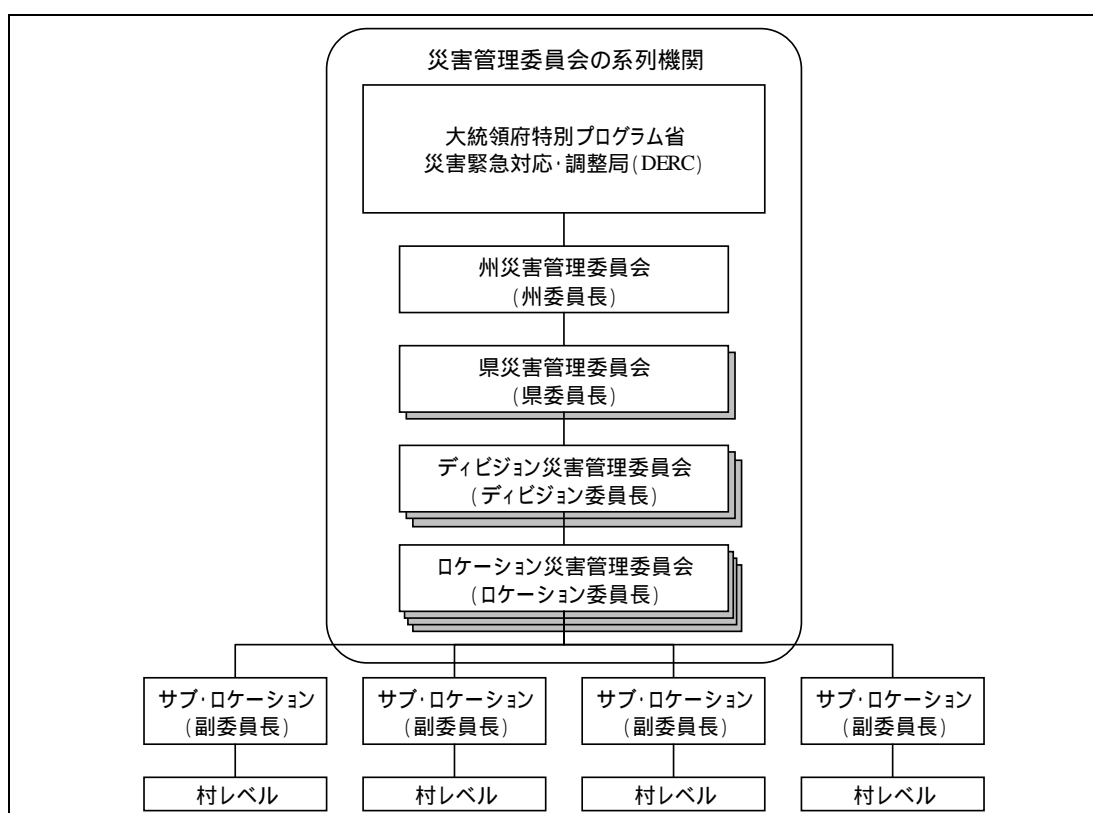 災害管理委員会の系列機関
大統領府特別プログラム省
災害緊急対応・調整局(DERC)
州災害管理委員会
(州委員長)
県災害管理委員会
(県委員長)
ディビジョン災害管理委員会
(ディビジョン委員長)
ロケーション災害管理委員会
(ロケーション委員長)
サブ・ロケーション
(副委員長)
サブ・ロケーション
(副委員長)
サブ・ロケーション
(副委員長)
サブ・ロケーション
(副委員長)
村レベル
村レベル
村レベル
村レベル